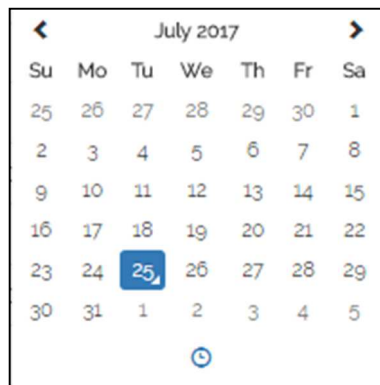 July 2017
Su Mo Tu We Th Fr Sa
25 26 27 28 29 30 1
2 3 4 5 6 7 8
9 10 11 12 13 14 15
16 17 18 19 20 21 22
23 24 25 26 27 28 29
30 31 1 2 3 4 5